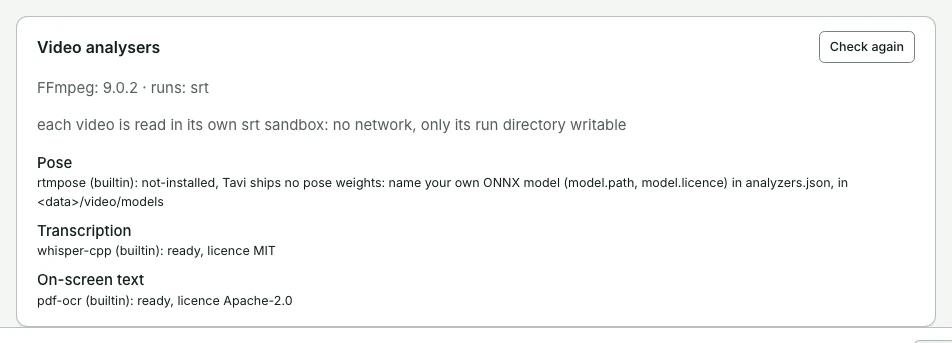 Video analysers
Check again
FFmpeg: 9.0.2 · runs: srt
each video is read in its own srt sandbox: no network, only its run directory writable
Pose
rtmpose (builtin): not-installed, Tavi ships no pose weights: name your own ONNX model (model.path, model.licence) in analyzers.json, in
<data>/video/models
Transcription
whisper-cpp (builtin): ready, licence MIT
On-screen text
pdf-ocr (builtin): ready, licence Apache-2.0